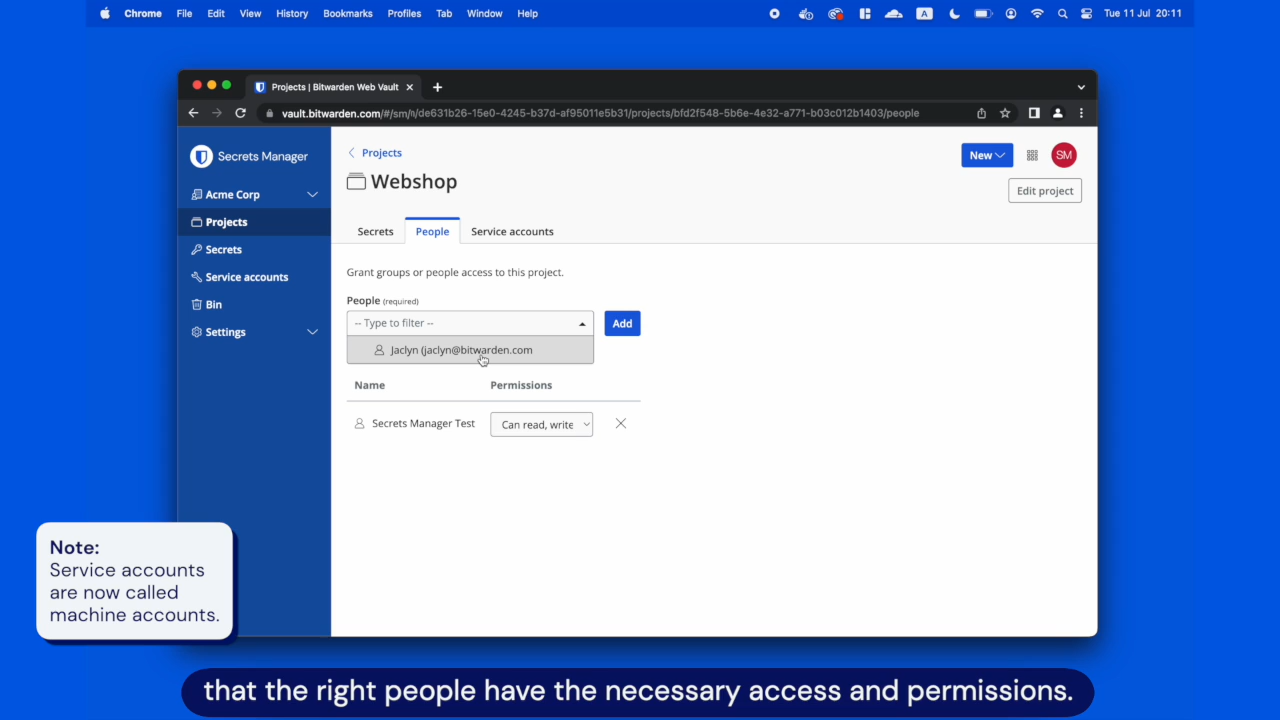 Chrome File Edit View History Bookmarks Profiles Tab Window Help A Tue 11 Jul 20:11
Projects | Bitwarden Web Vault
vault.bitwarden.com/#/sm/n/de631b26-15e0-4245-b37d-af95011e5b31/projects/bfd2f548-5b6e-4e32-a771-b03c012b1403/people
Secrets Manager
Acme Corp
Projects
Secrets
Service accounts
Bin
Settings
Projects
New
SM
Webshop
Edit project
Secrets People Service accounts
Grant groups or people access to this project.
People (required)
-- Type to filter --
Add
Jaclyn (jaclyn@bitwarden.com
Name Permissions
Secrets Manager Test Can read, write
Note:
Service accounts
are now called
machine accounts.
that the right people have the necessary access and permissions.